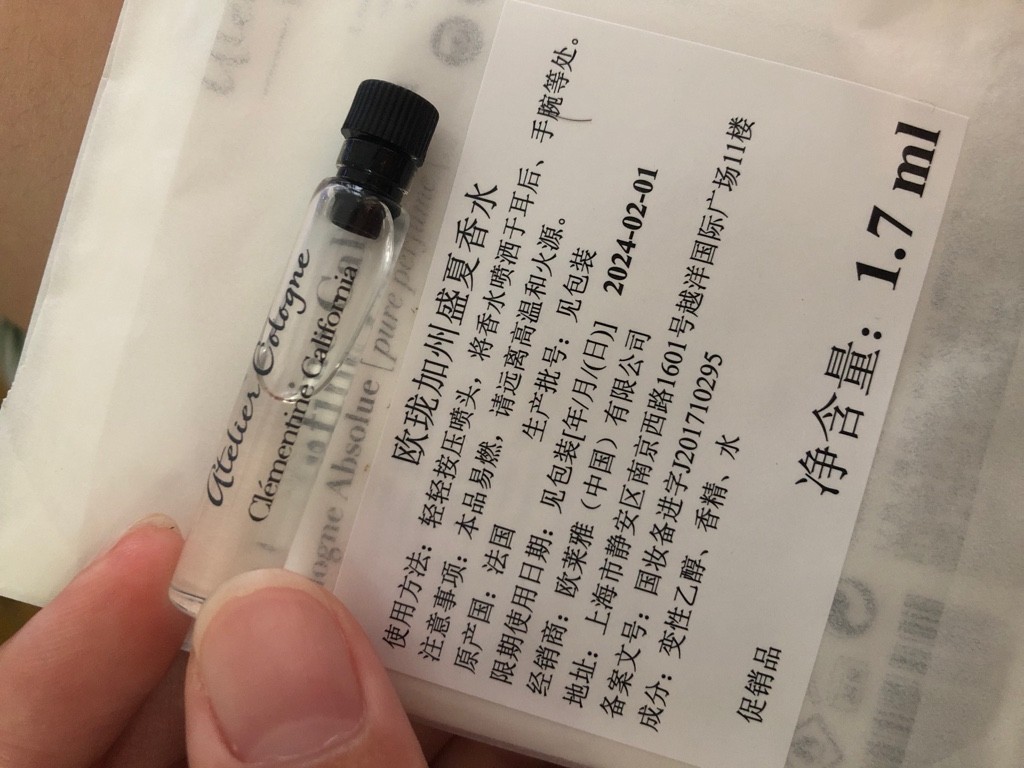 Atelier Cologne
Clémentine California
ologne Absolue [pure perfume]
欧珑加州盛夏香水
使用方法：轻轻按压喷头，将香水喷洒于耳后、手腕等处。
注意事项：本品易燃，请远离高温和火源。
原产国：法国 生产批号：见包装
限期使用日期：见包装[年/月/(日)] 2024-02-01
经销商：欧莱雅（中国）有限公司
地址：上海市静安区南京西路1601号越洋国际广场11楼
备案文号：国妆备进字J201710295
成分：变性乙醇、香精、水
促销品
净含量：1.7 ml